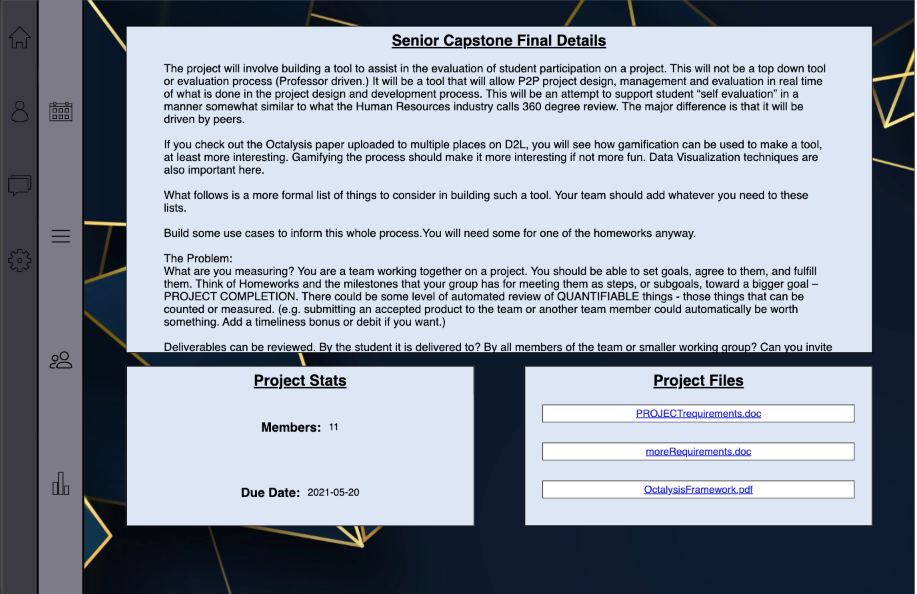 Senior Capstone Final Details
The project will involve building a tool to assist in the evaluation of student participation on a project. This will not be a top down tool
or evaluation process (Professor driven.) It will be a tool that will allow P2P project design, management and evaluation in real time
of what is done in the project design and development process. This will be an attempt to support student “self evaluation” in a
manner somewhat similar to what the Human Resources industry calls 360 degree review. The major difference is that it will be
driven by peers.
If you check out the Octalysis paper uploaded to multiple places on D2L, you will see how gamification can be used to make a tool,
at least more interesting. Gamifying the process should make it more interesting if not more fun. Data Visualization techniques are
also important here.
What follows is a more formal list of things to consider in building such a tool. Your team should add whatever you need to these
lists.
Build some use cases to inform this whole process.You will need some for one of the homeworks anyway.
The Problem:
What are you measuring? You are a team working together on a project. You should be able to set goals, agree to them, and fulfill
them. Think of Homeworks and the milestones that your group has for meeting them as steps, or subgoals, toward a bigger goal –
PROJECT COMPLETION. There could be some level of automated review of QUANTIFIABLE things - those things that can be
counted or measured. (e.g. submitting an accepted product to the team or another team member could automatically be worth
something. Add a timeliness bonus or debit if you want.)
Deliverables can be reviewed. By the student it is delivered to? By all members of the team or smaller working group? Can you invite
Project Stats
Members: 11
Due Date: 2021-05-20
Project Files
PROJECTrequirements.doc
moreRequirements.doc
OctalysisFramework.pdf